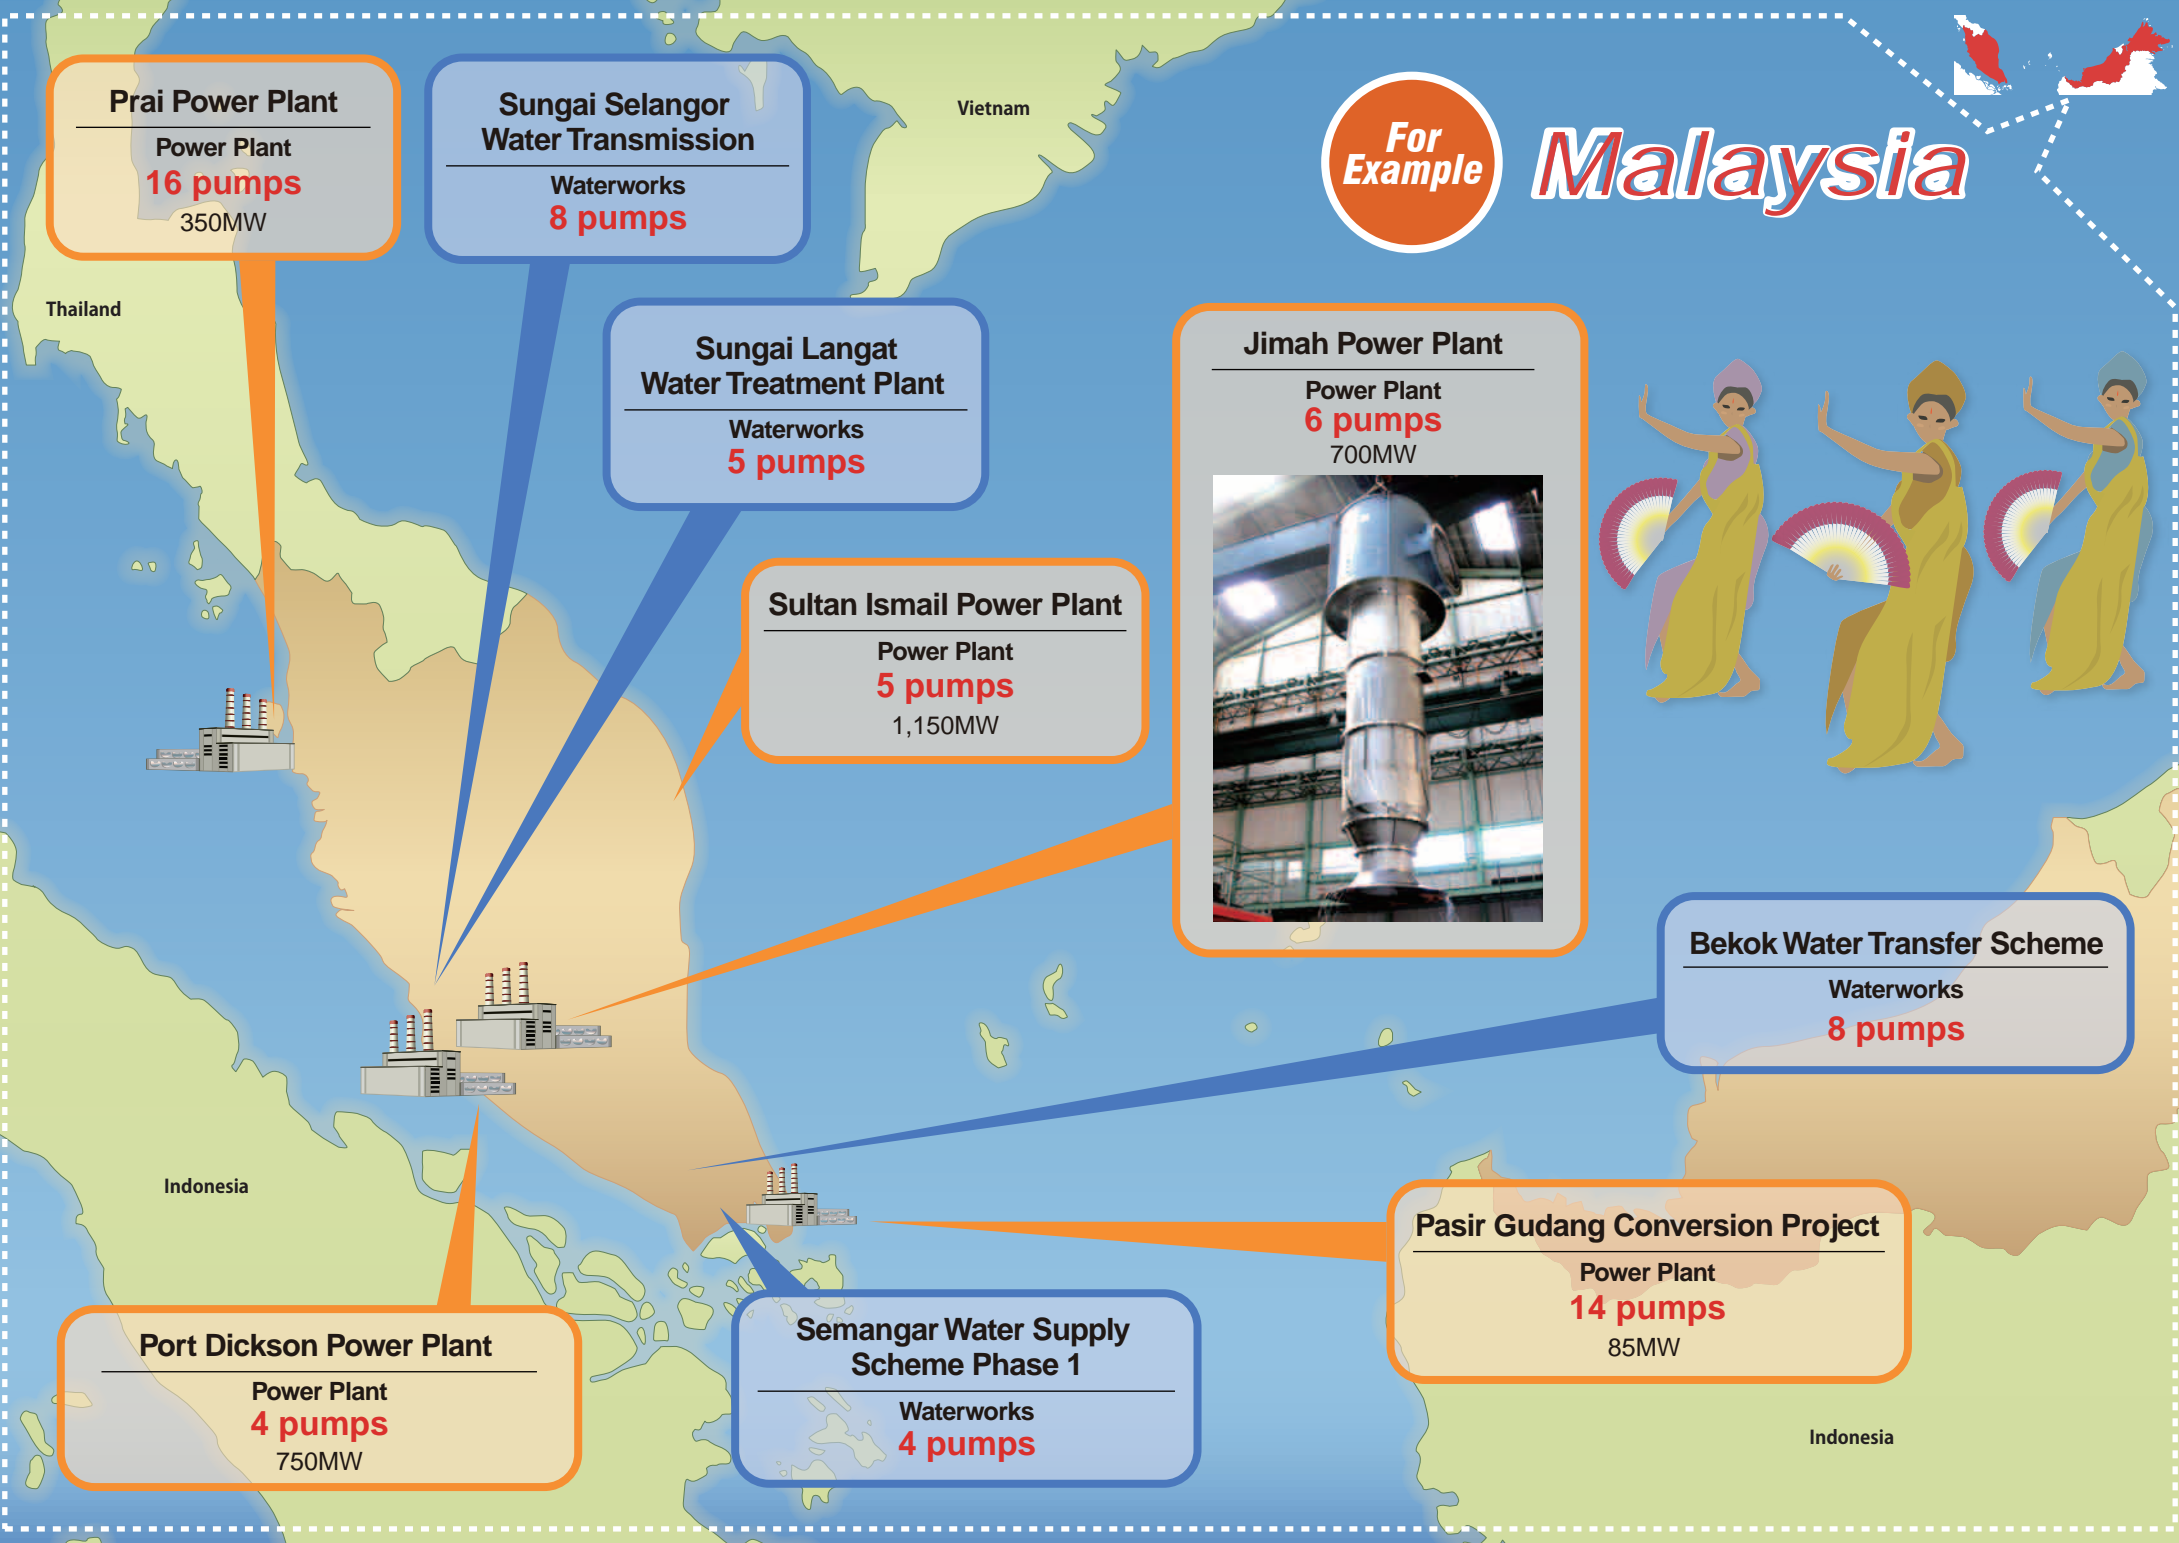 For
Example
Malaysia
Prai Power Plant
Power Plant
16 pumps
350MW
Sungai Selangor
Water Transmission
Waterworks
8 pumps
Vietnam
Thailand
Sungai Langat
Water Treatment Plant
Waterworks
5 pumps
Jimah Power Plant
Power Plant
6 pumps
700MW
Sultan Ismail Power Plant
Power Plant
5 pumps
1,150MW
Bekok Water Transfer Scheme
Waterworks
8 pumps
Indonesia
Pasir Gudang Conversion Project
Power Plant
14 pumps
85MW
Port Dickson Power Plant
Power Plant
4 pumps
750MW
Semangar Water Supply
Scheme Phase 1
Waterworks
4 pumps
Indonesia